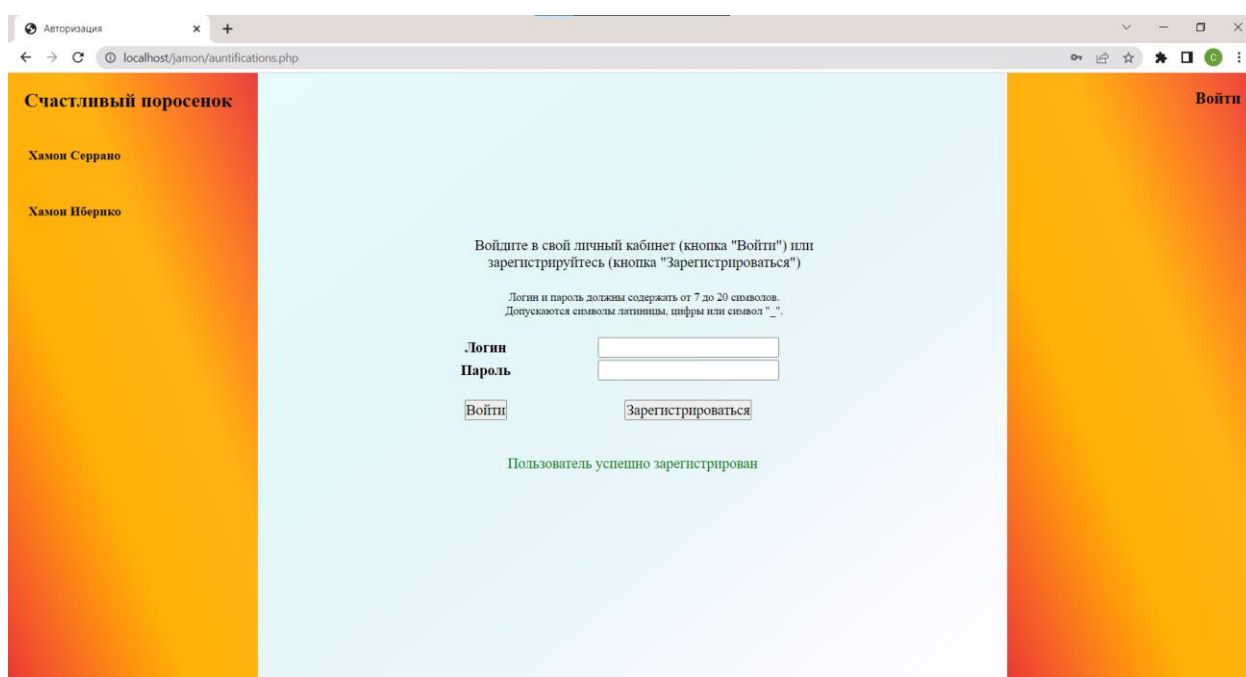 Авторизация
localhost/jamon/auntifications.php
C
Счастливый поросенок
Войти
Хамон Серрано
Хамон Иберико
Войдите в свой личный кабинет (кнопка "Войти") или
зарегистрируйтесь (кнопка "Зарегистрироваться")
Логин и пароль должны содержать от 7 до 20 символов.
Допускаются символы латиницы, цифры или символ "_".
Логин
Пароль
Войти
Зарегистрироваться
Пользователь успешно зарегистрирован